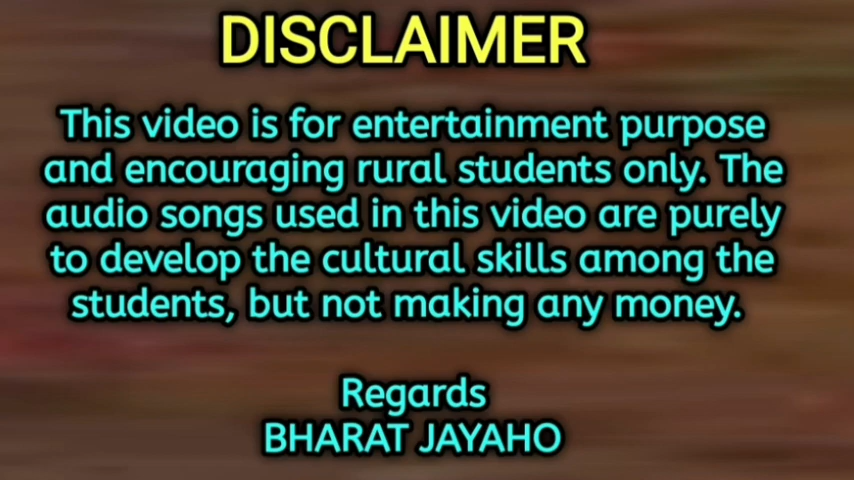 DISCLAIMER
This video is for entertainment purpose
and encouraging rural students only. The
audio songs used in this video are purely
to develop the cultural skills among the
students, but not making any money.
Regards
BHARAT JAYAHO